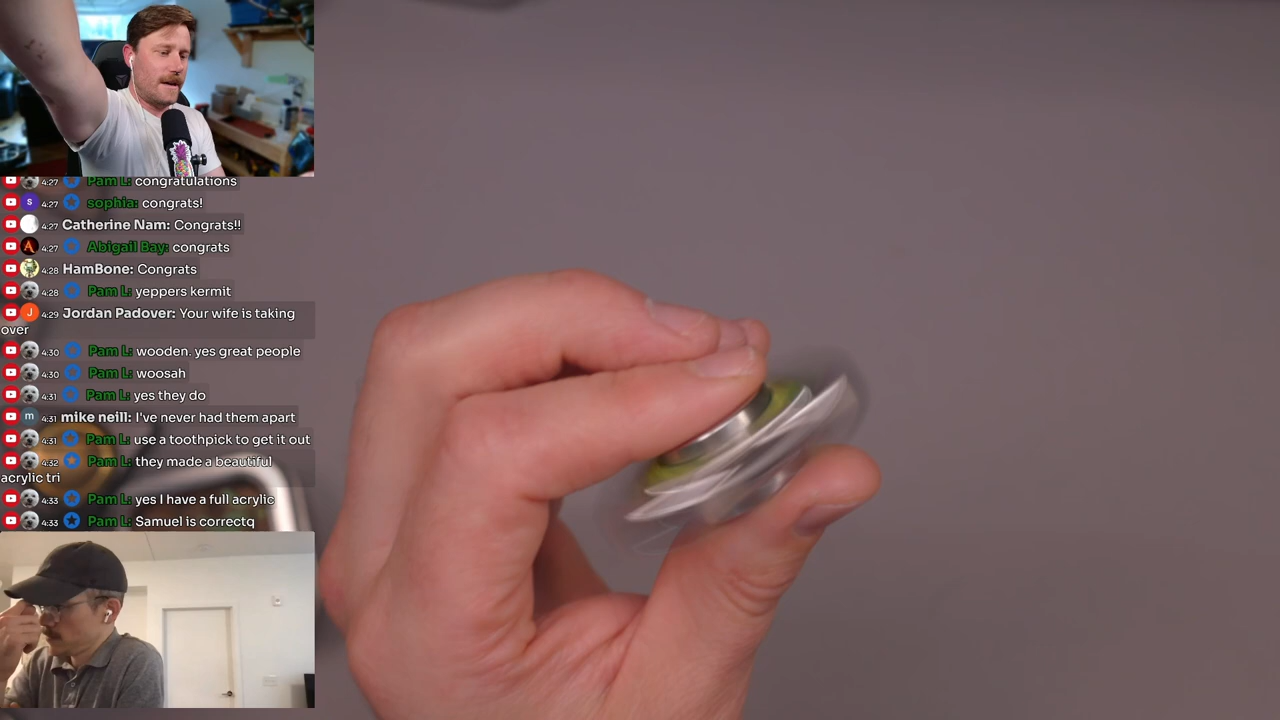 4:27 Pam L: congratulations
S 4:27 sophia: congrats!
4:27 Catherine Nam: Congrats!!
A 4:27 Abigail Bay: congrats
4:28 HamBone: Congrats
4:28 Pam L: yeppers kermit
J 4:29 Jordan Padover: Your wife is taking
over
4:30 Pam L: wooden. yes great people
4:30 Pam L: woosah
4:31 Pam L: yes they do
m 4:31 mike neill: I've never had them apart
4:31 Pam L: use a toothpick to get it out
4:32 Pam L: they made a beautiful
acrylic tri
4:33 Pam L: yes I have a full acrylic
4:33 Pam L: Samuel is correctq